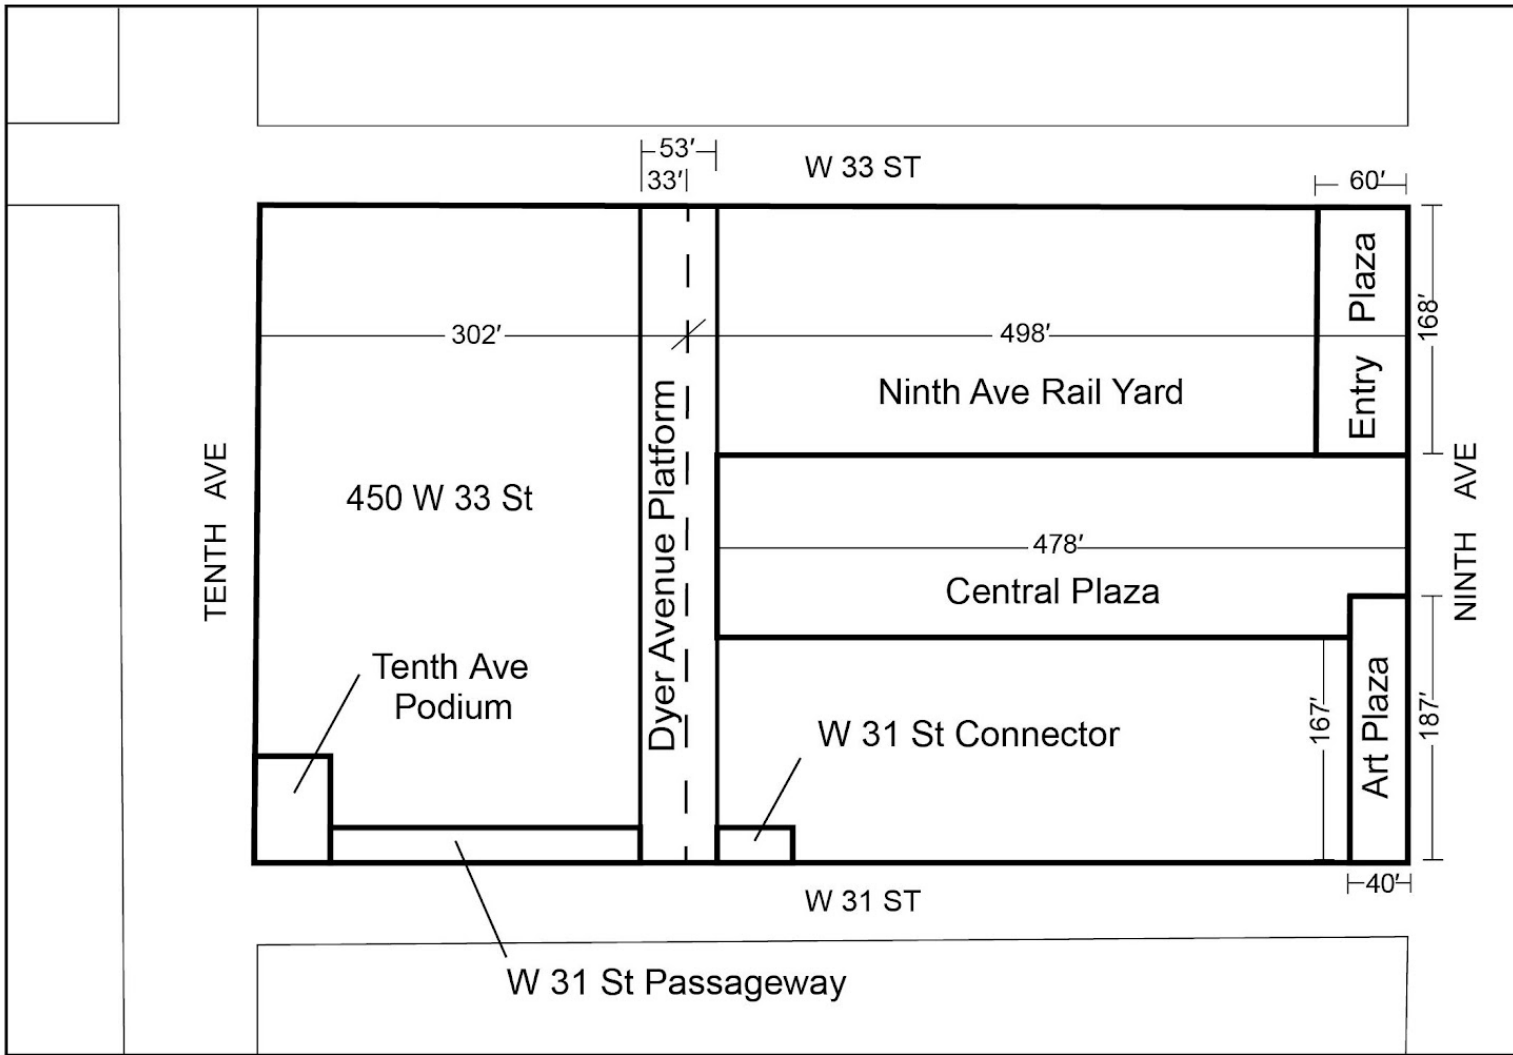 53′
33′
W 33 ST
60′
302′
498′
168′
Entry Plaza
Ninth Ave Rail Yard
TENTH AVE
450 W 33 St
Dyer Avenue Platform
478′
Central Plaza
NINTH AVE
Tenth Ave
Podium
W 31 St Connector
167′
Art Plaza
187′
40′
W 31 ST
W 31 St Passageway